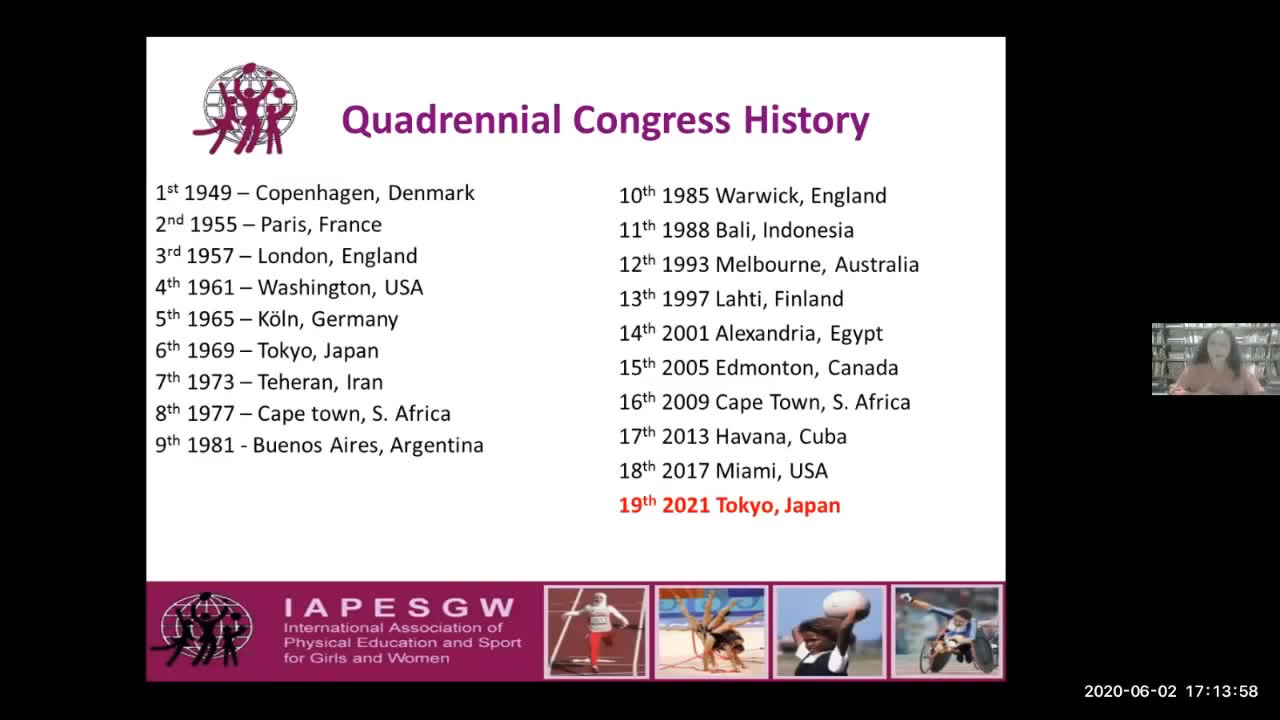 Quadrennial Congress History
1st 1949 – Copenhagen, Denmark
2nd 1955 – Paris, France
3rd 1957 – London, England
4th 1961 – Washington, USA
5th 1965 – Köln, Germany
6th 1969 – Tokyo, Japan
7th 1973 – Teheran, Iran
8th 1977 – Cape town, S. Africa
9th 1981 - Buenos Aires, Argentina
10th 1985 Warwick, England
11th 1988 Bali, Indonesia
12th 1993 Melbourne, Australia
13th 1997 Lahti, Finland
14th 2001 Alexandria, Egypt
15th 2005 Edmonton, Canada
16th 2009 Cape Town, S. Africa
17th 2013 Havana, Cuba
18th 2017 Miami, USA
19th 2021 Tokyo, Japan
IAPESGW
International Association of
Physical Education and Sport
for Girls and Women
2020-06-02 17:13:58